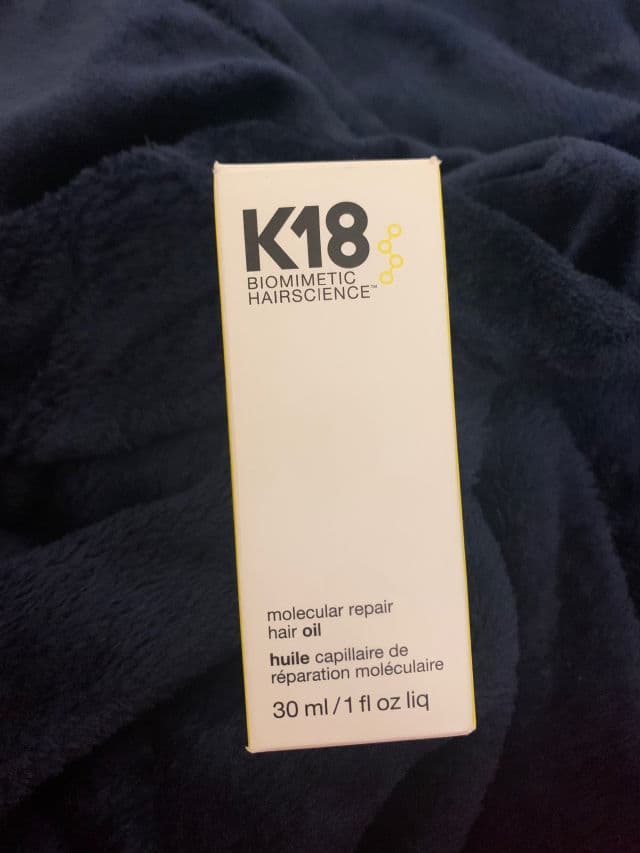 K18
BIOMIMETIC
HAIRSCIENCE™
molecular repair
hair oil
huile capillaire de
réparation moléculaire
30 ml/1 fl oz liq